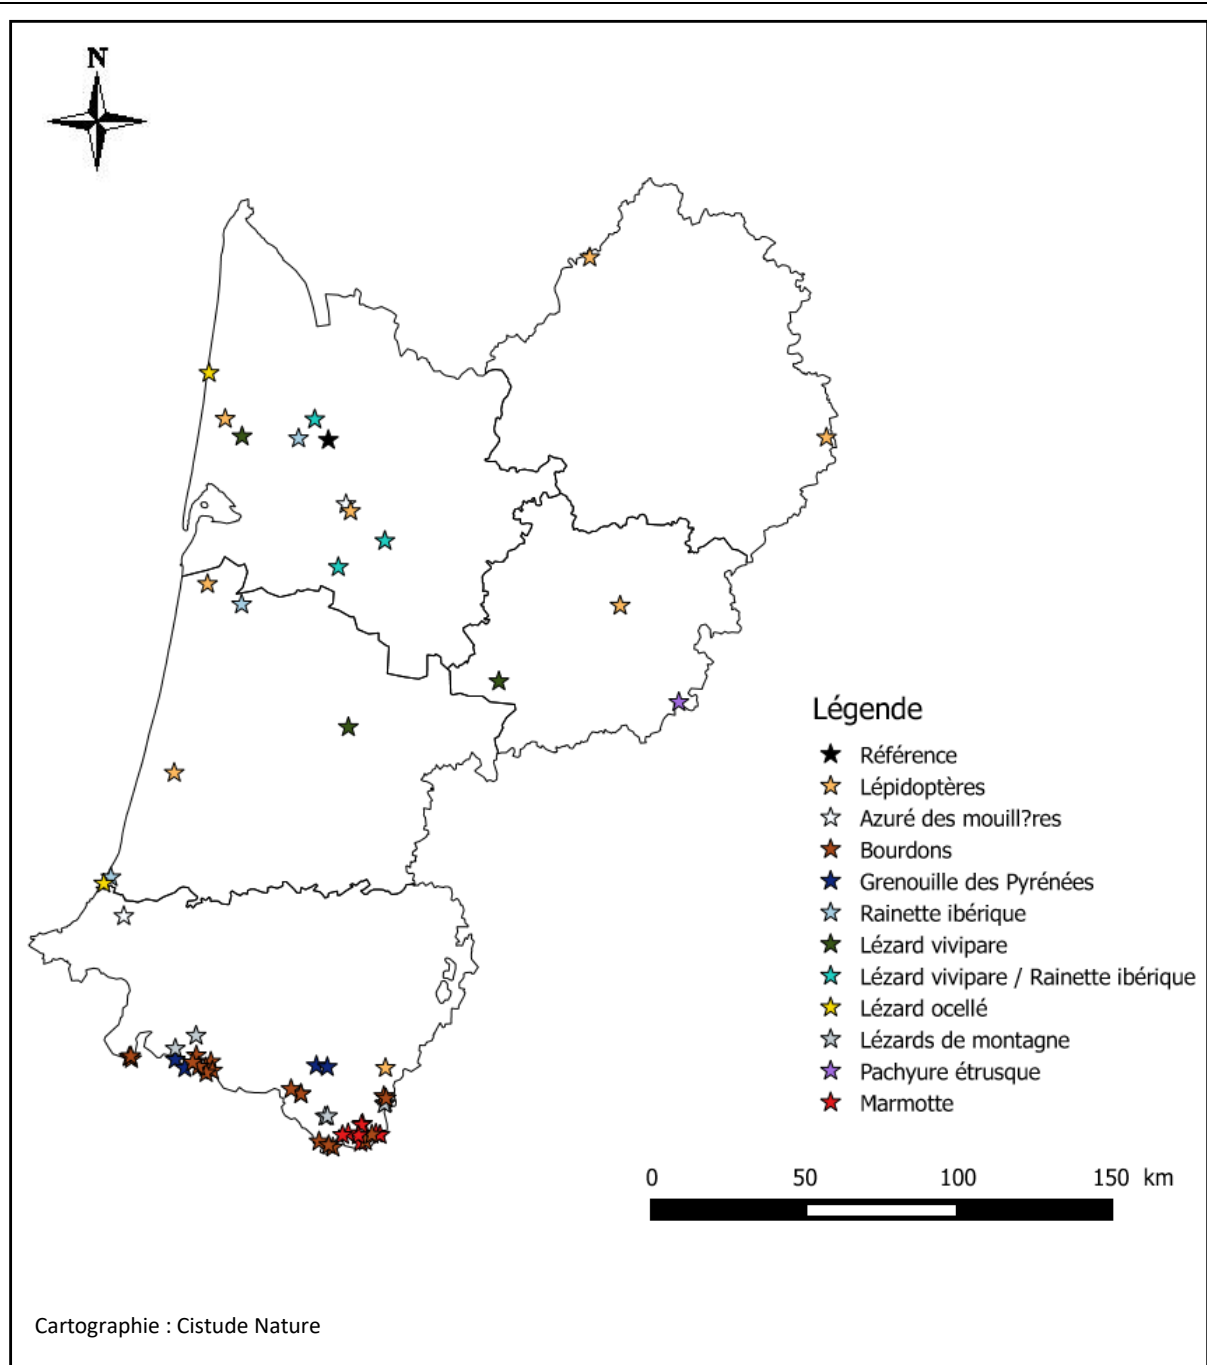 N
Légende
Référence
Lépidoptères
Azuré des mouill?res
Bourdons
Grenouille des Pyrénées
Rainette ibérique
Lézard vivipare
Lézard vivipare / Rainette ibérique
Lézard ocellé
Lézards de montagne
Pachyure étrusque
Marmotte
0 50 100 150 km
Cartographie : Cistude Nature